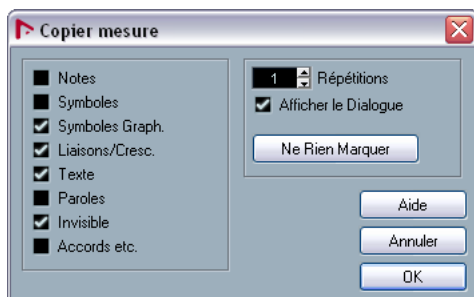 Copier mesure
Notes
Symboles
Symboles Graph.
Liaisons/Cresc.
Texte
Paroles
Invisible
Accords etc.
1 Répétitions
Afficher le Dialogue
Ne Rien Marquer
Aide
Annuler
OK